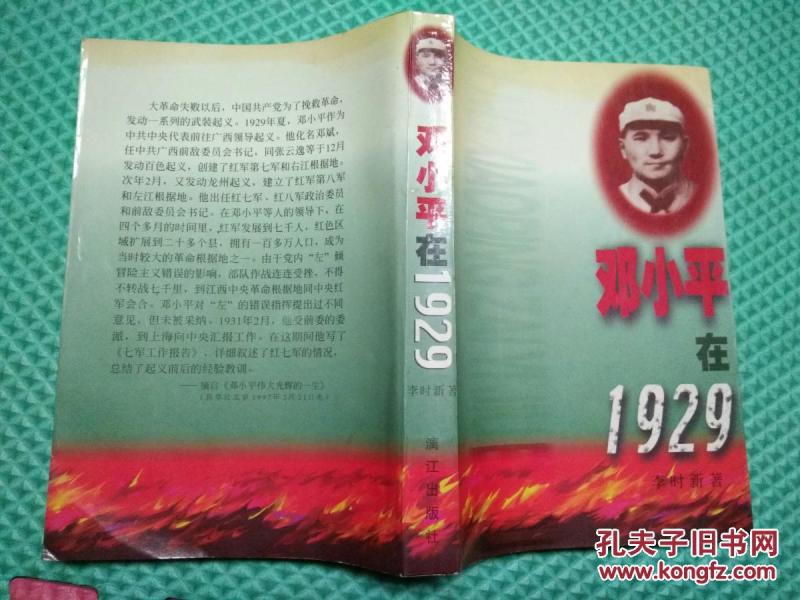 大革命失败以后，中国共产党为了挽救革命，
发动一系列的武装起义。1929年夏，邓小平作为
中共中央代表前往广西领导起义。他化名邓斌，
任中共广西前敌委员会书记，同张云逸等于12月
发动百色起义，创建了红军第七军和右江根据地。
次年2月，又发动龙州起义，建立了红军第八军
和左江根据地。他出任红七军、红八军政治委员
和前敌委员会书记。在邓小平等人的领导下、在
四个多月的时间里，红军发展到七千人，红色区
域扩展到二十多个县，拥有一百多万人口，成为
当时较大的革命根据地之一。由于党内“左”倾
冒险主义错误的影响，部队作战连连受挫，不得
不转战七千里，到江西中央革命根据地同中央红
军会合。邓小平对“左”的错误指挥提出过不同
意见，但未被采纳。1931年2月，他受前委的委
派，到上海向中央汇报工作。在这期间他写了
《七军工作报告》，详细叙述了红七军的情况，
总结了起义前后的经验教训。
——摘自《邓小平伟大光辉的一生》
(新华社北京1997年2月21日电)
邓小平在1929
李时新著
漓江出版社
邓小平
在
1929
李时新著
孔夫子旧书网
www.kongfz.com